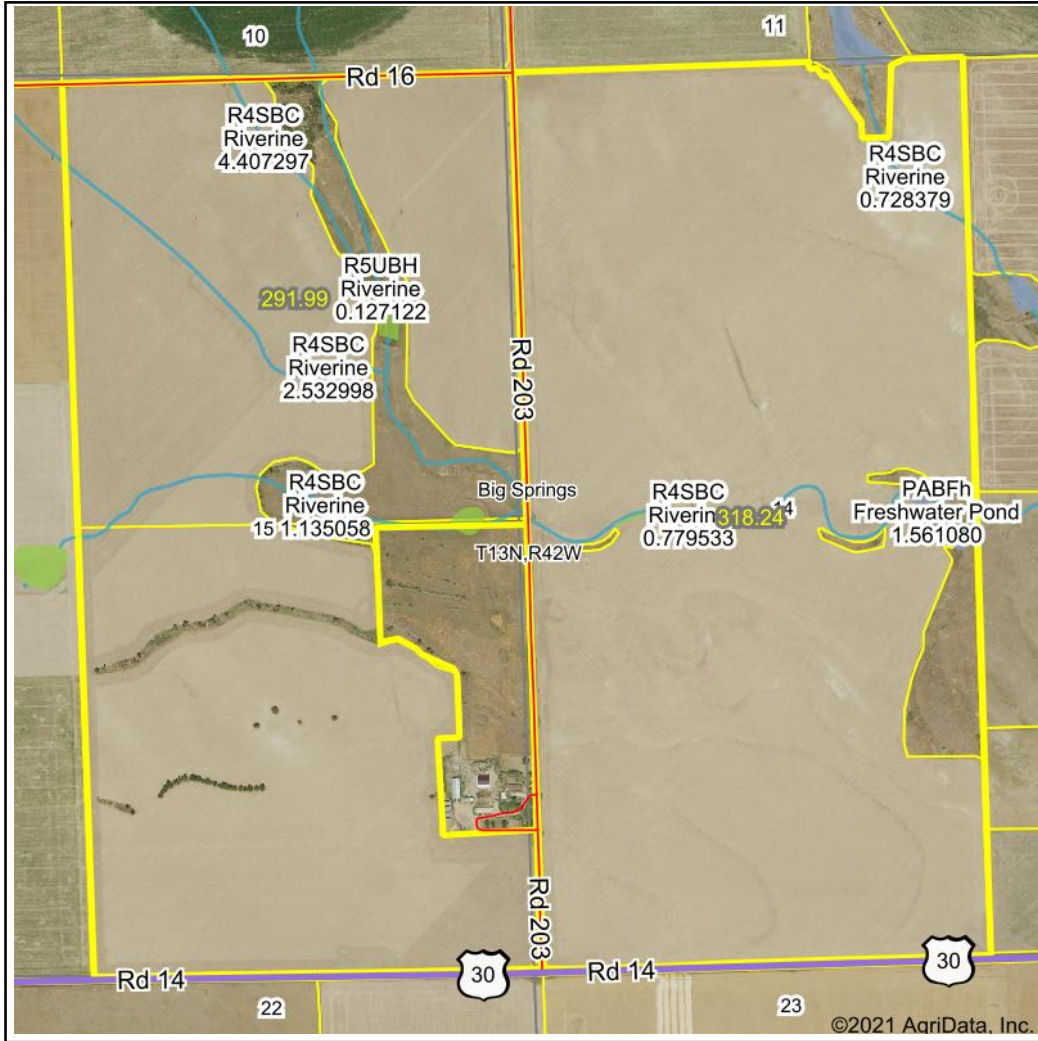 10
11
Rd 16
R4SBC
Riverine
4.407297
R4SBC
Riverine
0.728379
R5UBH
Riverine
0.127122
291.99
R4SBC
Riverine
2.532998
Rd 203
R4SBC
Riverine
1.135058
15
Big Springs
R4SBC
Riverin
0.779533
318.24
PABFh
Freshwater Pond
1.561080
T13N,R42W
Rd 203
Rd 14
30
Rd 14
30
22
23
©2021 AgriData, Inc.